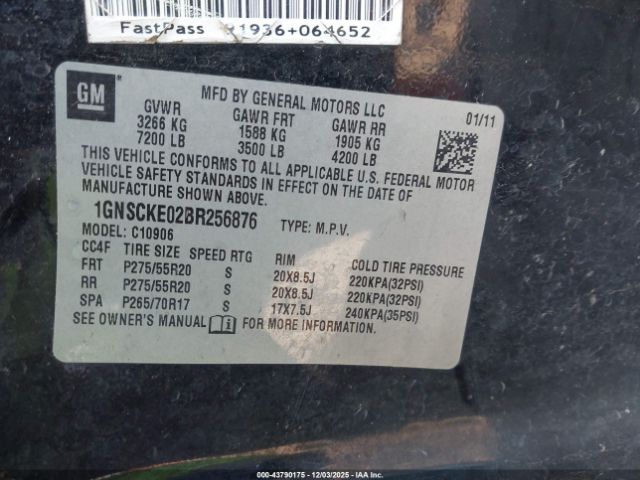 FastPass 1936+064652
GM
MFD BY GENERAL MOTORS LLC
01/11
GVWR GAWR FRT GAWR RR
3266 KG 1588 KG 1905 KG
7200 LB 3500 LB 4200 LB
THIS VEHICLE CONFORMS TO ALL APPLICABLE U.S. FEDERAL MOTOR
VEHICLE SAFETY STANDARDS IN EFFECT ON THE DATE OF
MANUFACTURE SHOWN ABOVE.
1GNSCKE02BR256876 TYPE: M.P.V.
MODEL: C10906
CC4F TIRE SIZE SPEED RTG RIM COLD TIRE PRESSURE
FRT P275/55R20 S 20X8.5J 220KPA(32PSI)
RR P275/55R20 S 20X8.5J 220KPA(32PSI)
SPA P265/70R17 S 17X7.5J 240KPA(35PSI)
SEE OWNER'S MANUAL FOR MORE INFORMATION.
000-43790175 - 12/03/2025 - IAA Inc.